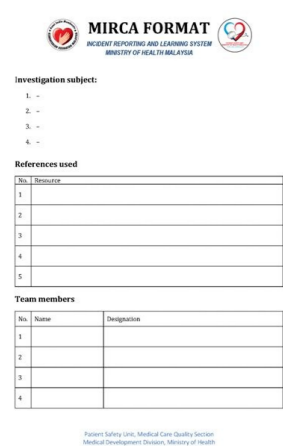 MIRCA FORMAT
INCIDENT REPORTING AND LEARNING SYSTEM
MINISTRY OF HEALTH MALAYSIA
Investigation subject:
1. –
2. –
3. –
4. –
References used
No. Resource
1
2
3
4
5
Team members
No. Name Designation
1
2
3
4
Patient Safety Unit, Medical Care Quality Section
Medical Development Division, Ministry of Health